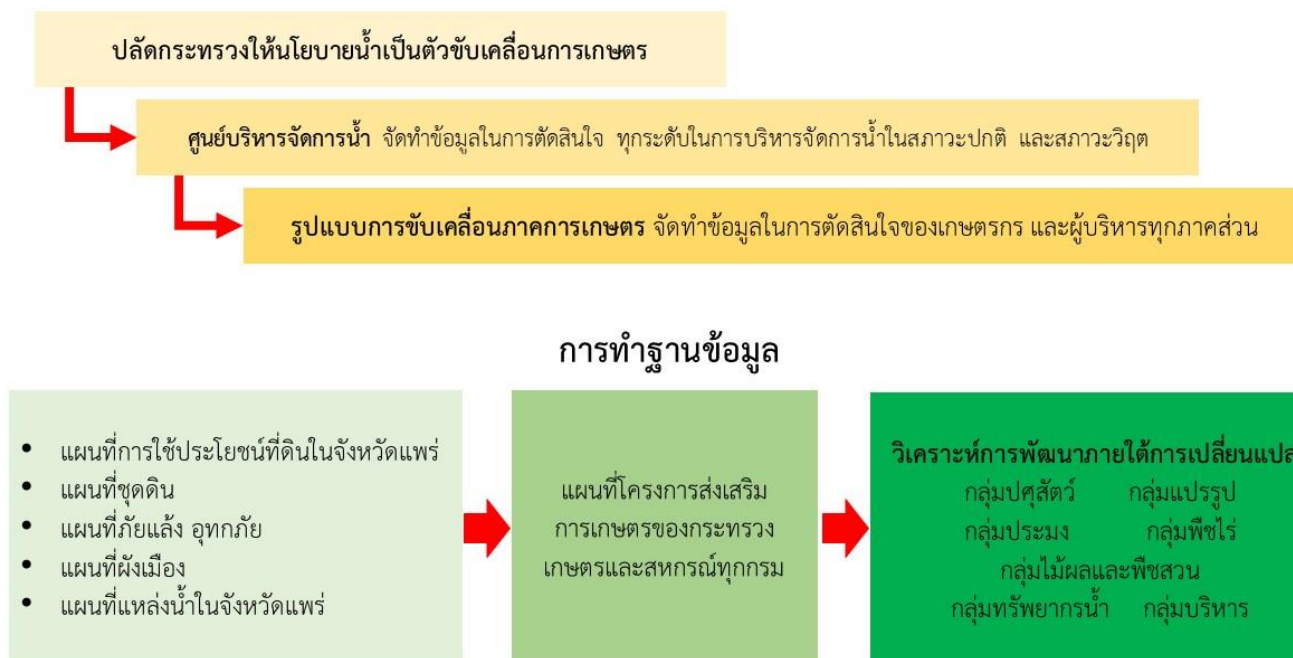 ปลัดกระทรวงให้นโยบายน้ำเป็นตัวขับเคลื่อนการเกษตร
ศูนย์บริหารจัดการน้ำ จัดทำข้อมูลในการตัดสินใจ ทุกระดับในการบริหารจัดการน้ำในสภาวะปกติ และสภาวะวิฤต
รูปแบบการขับเคลื่อนภาคการเกษตร จัดทำข้อมูลในการตัดสินใจของเกษตรกร และผู้บริหารทุกภาคส่วน
การทำฐานข้อมูล
• แผนที่การใช้ประโยชน์ที่ดินในจังหวัดแพร่
• แผนที่ชุดดิน
• แผนที่ภัยแล้ง อุทกภัย
• แผนที่ผังเมือง
• แผนที่แหล่งน้ำในจังหวัดแพร่
แผนที่โครงการส่งเสริม
การเกษตรของกระทรวง
เกษตรและสหกรณ์ทุกกรม
วิเคราะห์การพัฒนาภายใต้การเปลี่ยนแปล
กลุ่มปศุสัตว์ กลุ่มแปรรูป
กลุ่มประมง กลุ่มพืชไร่
กลุ่มไม้ผลและพืชสวน
กลุ่มทรัพยากรน้ำ กลุ่มบริหาร